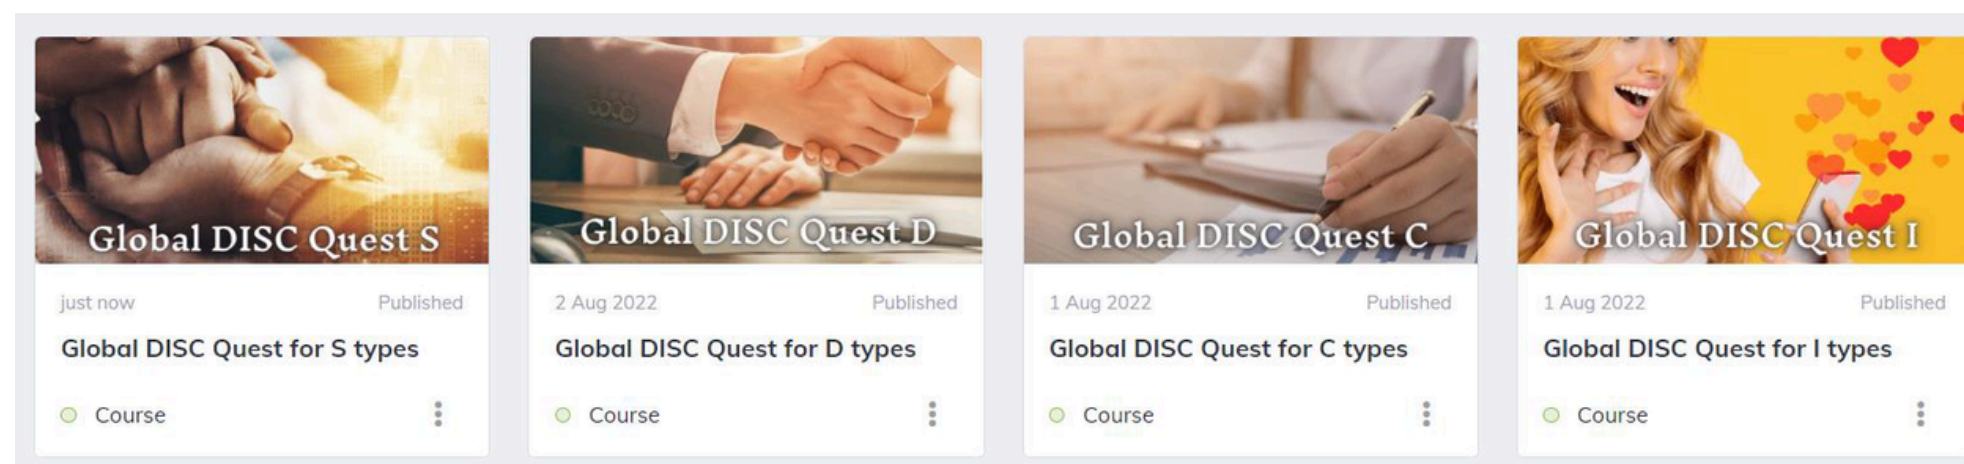 Global DISC Quest S
just now Published
Global DISC Quest for S types
Course
Global DISC Quest D
2 Aug 2022 Published
Global DISC Quest for D types
Course
Global DISC Quest C
1 Aug 2022 Published
Global DISC Quest for C types
Course
Global DISC Quest I
1 Aug 2022 Published
Global DISC Quest for I types
Course